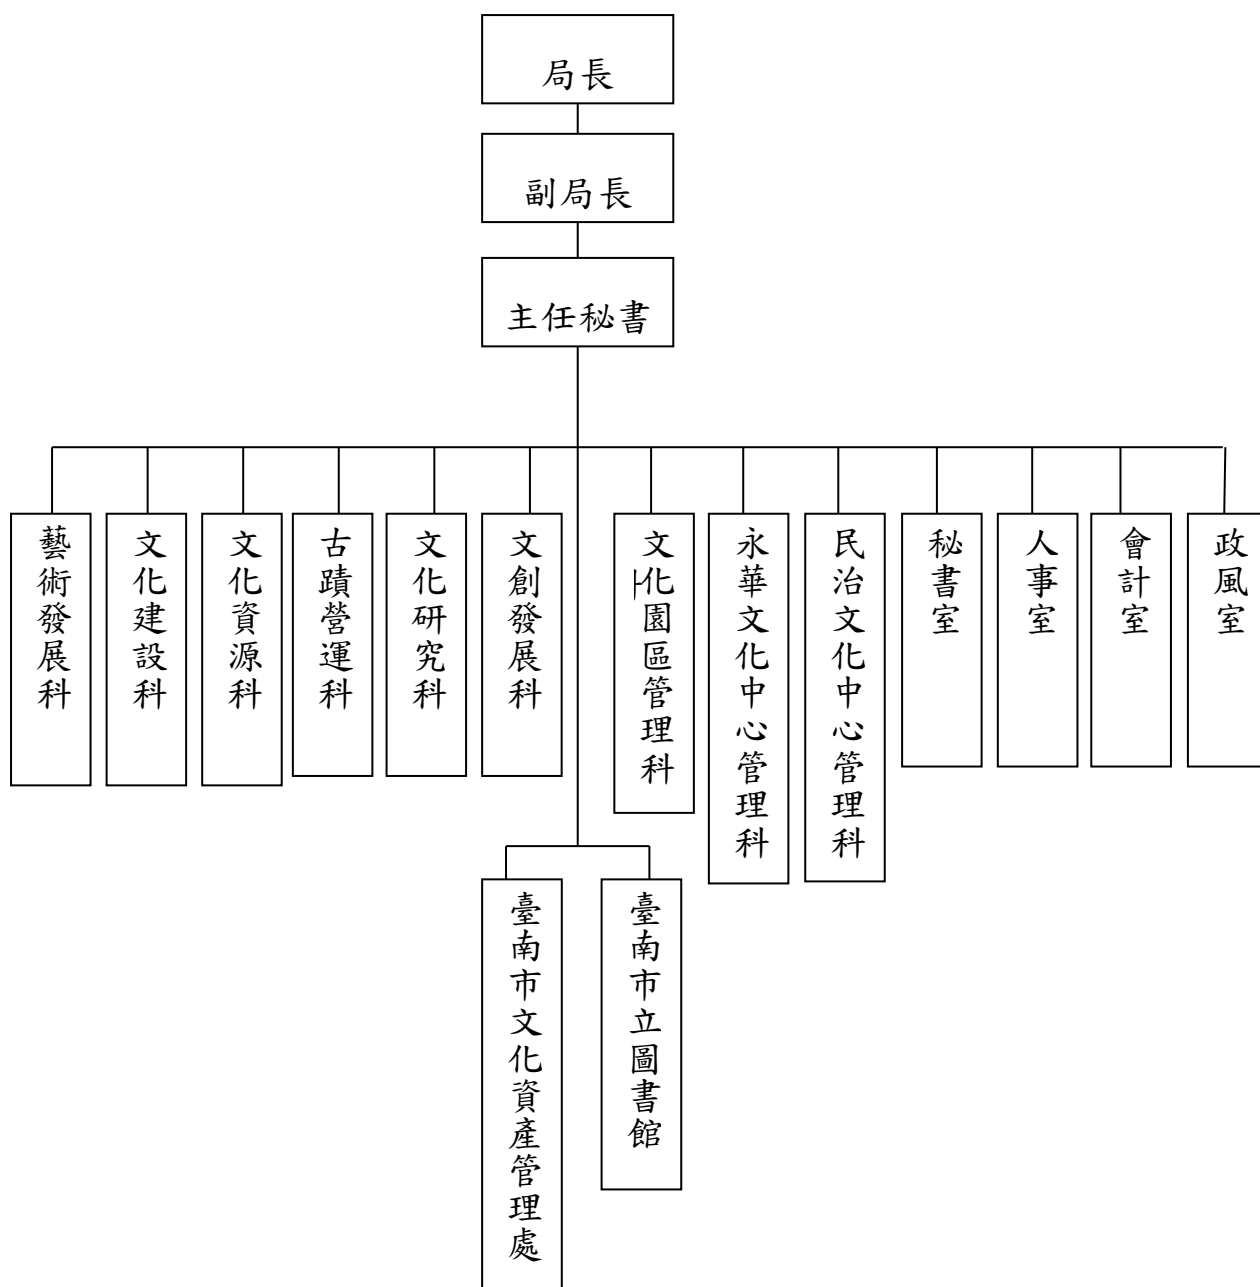 局長
副局長
主任秘書
藝術發展科
文化建設科
文化資源科
古蹟營運科
文化研究科
文創發展科
文化園區管理科
永華文化中心管理科
民治文化中心管理科
秘書室
人事室
會計室
政風室
臺南市文化資產管理處
臺南市立圖書館